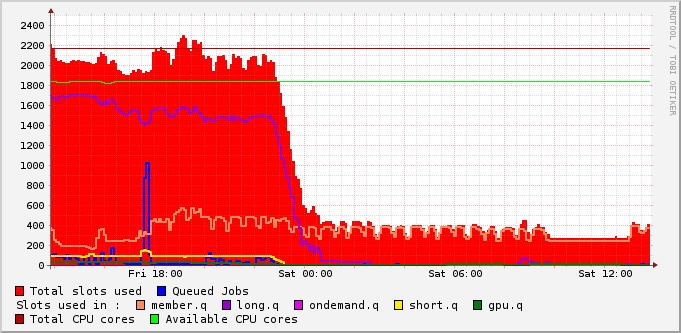 RRDTOOL / TOBI OETIKER
2400
2200
2000
1800
1600
1400
1200
1000
800
600
400
200
0
Fri 18:00 Sat 00:00 Sat 06:00 Sat 12:00
Total slots used Queued Jobs
Slots used in : member.q long.q ondemand.q short.q gpu.q
Total CPU cores Available CPU cores